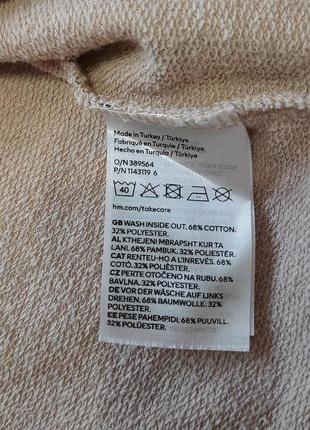 Made in Turkey / Türkiye
Fabriqué en Turquie / Türkiye
Hecho en Turquía / Türkiye
O/N 389564
P/N 1143119 6
40
hm.com/takecare
GB WASH INSIDE OUT. 68% COTTON.
32% POLYESTER.
AL KTHEJENI MBRAPSHT KUR TA
LANI. 68% PAMBUK. 32% POLIESTER.
CAT RENTEU-HO A L'INREVÉS. 68%
COTÓ. 32% POLIÈSTER.
CZ PERTE OTOČENO NA RUBU. 68%
BAVLNA. 32% POLYESTER.
DE VOR DER WÄSCHE AUF LINKS
DREHEN. 68% BAUMWOLLE. 32%
POLYESTER.
EE PESE PAHEMPIDI. 68% PUUVILL.
32% POLÜESTER.